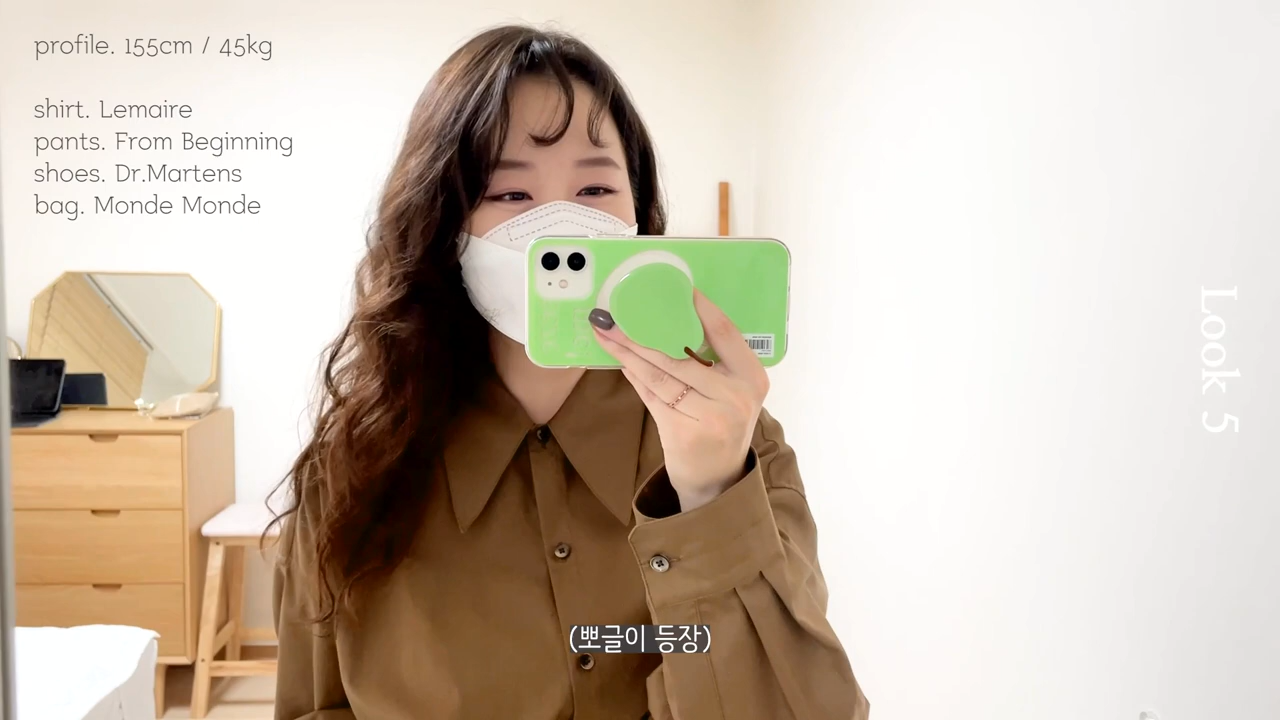 profile. 155cm / 45kg
shirt. Lemaire
pants. From Beginning
shoes. Dr.Martens
bag. Monde Monde
Look 5
(뽀글이 등장)